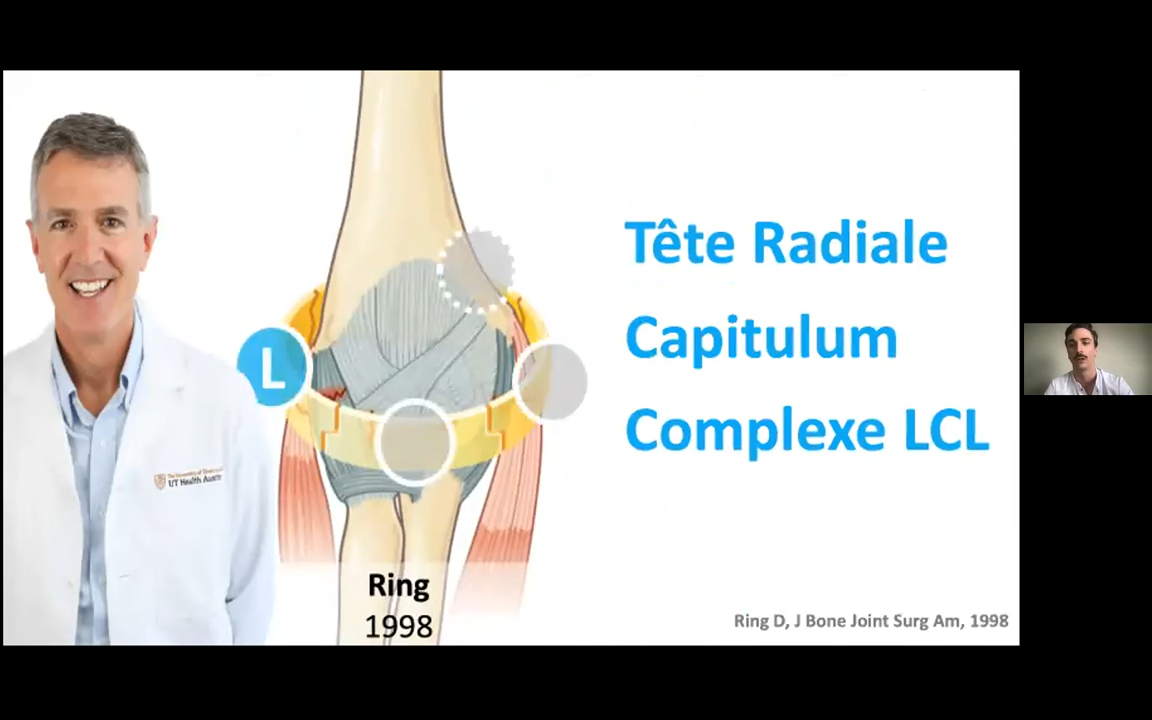 L
Tête Radiale
Capitulum
Complexe LCL
UT Health Austin
Ring
1998
Ring D, J Bone Joint Surg Am, 1998